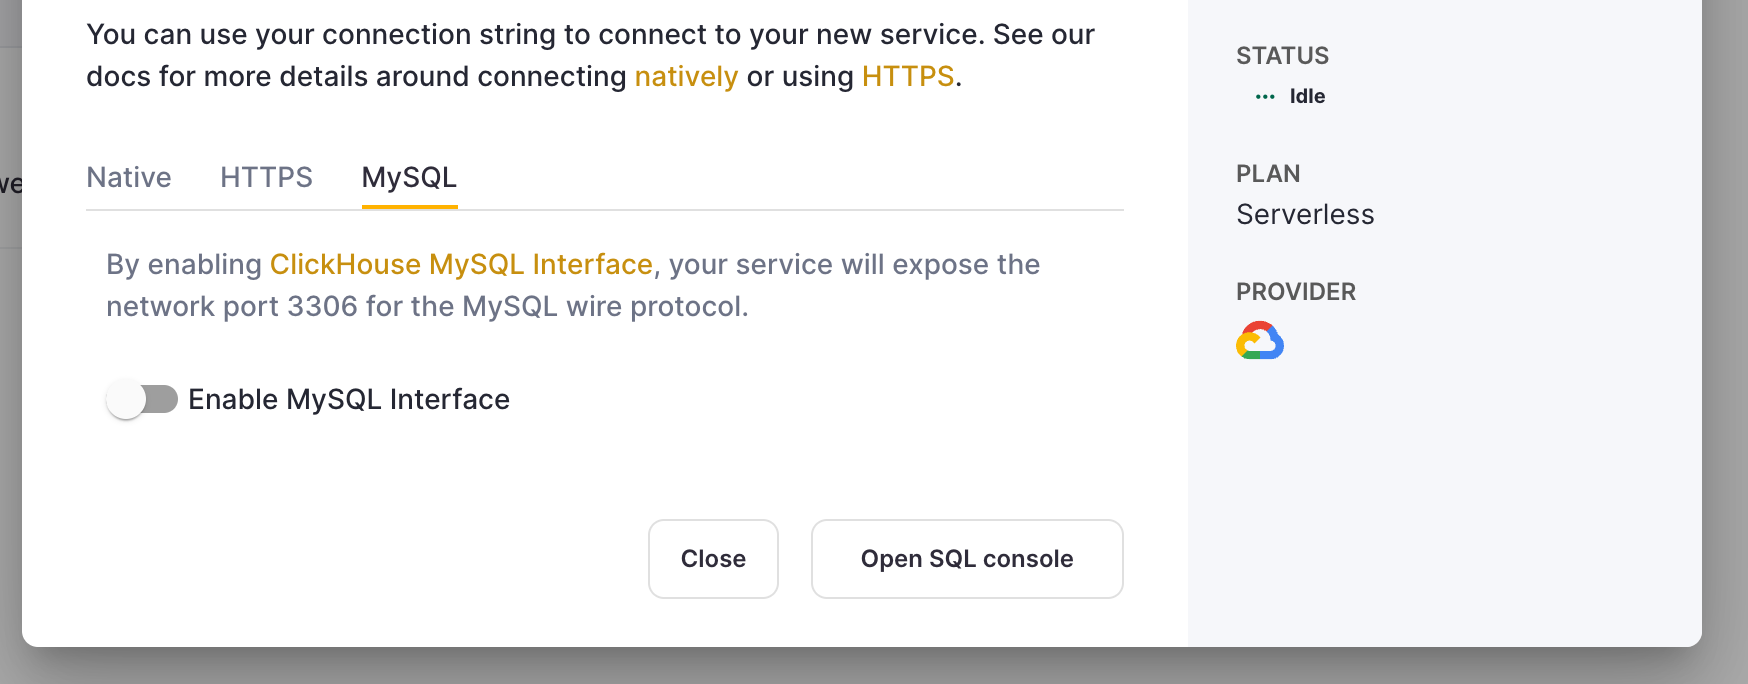 You can use your connection string to connect to your new service. See our
docs for more details around connecting natively or using HTTPS.
Native HTTPS MySQL
By enabling ClickHouse MySQL Interface, your service will expose the
network port 3306 for the MySQL wire protocol.
Enable MySQL Interface
Close Open SQL console
STATUS
Idle
PLAN
Serverless
PROVIDER